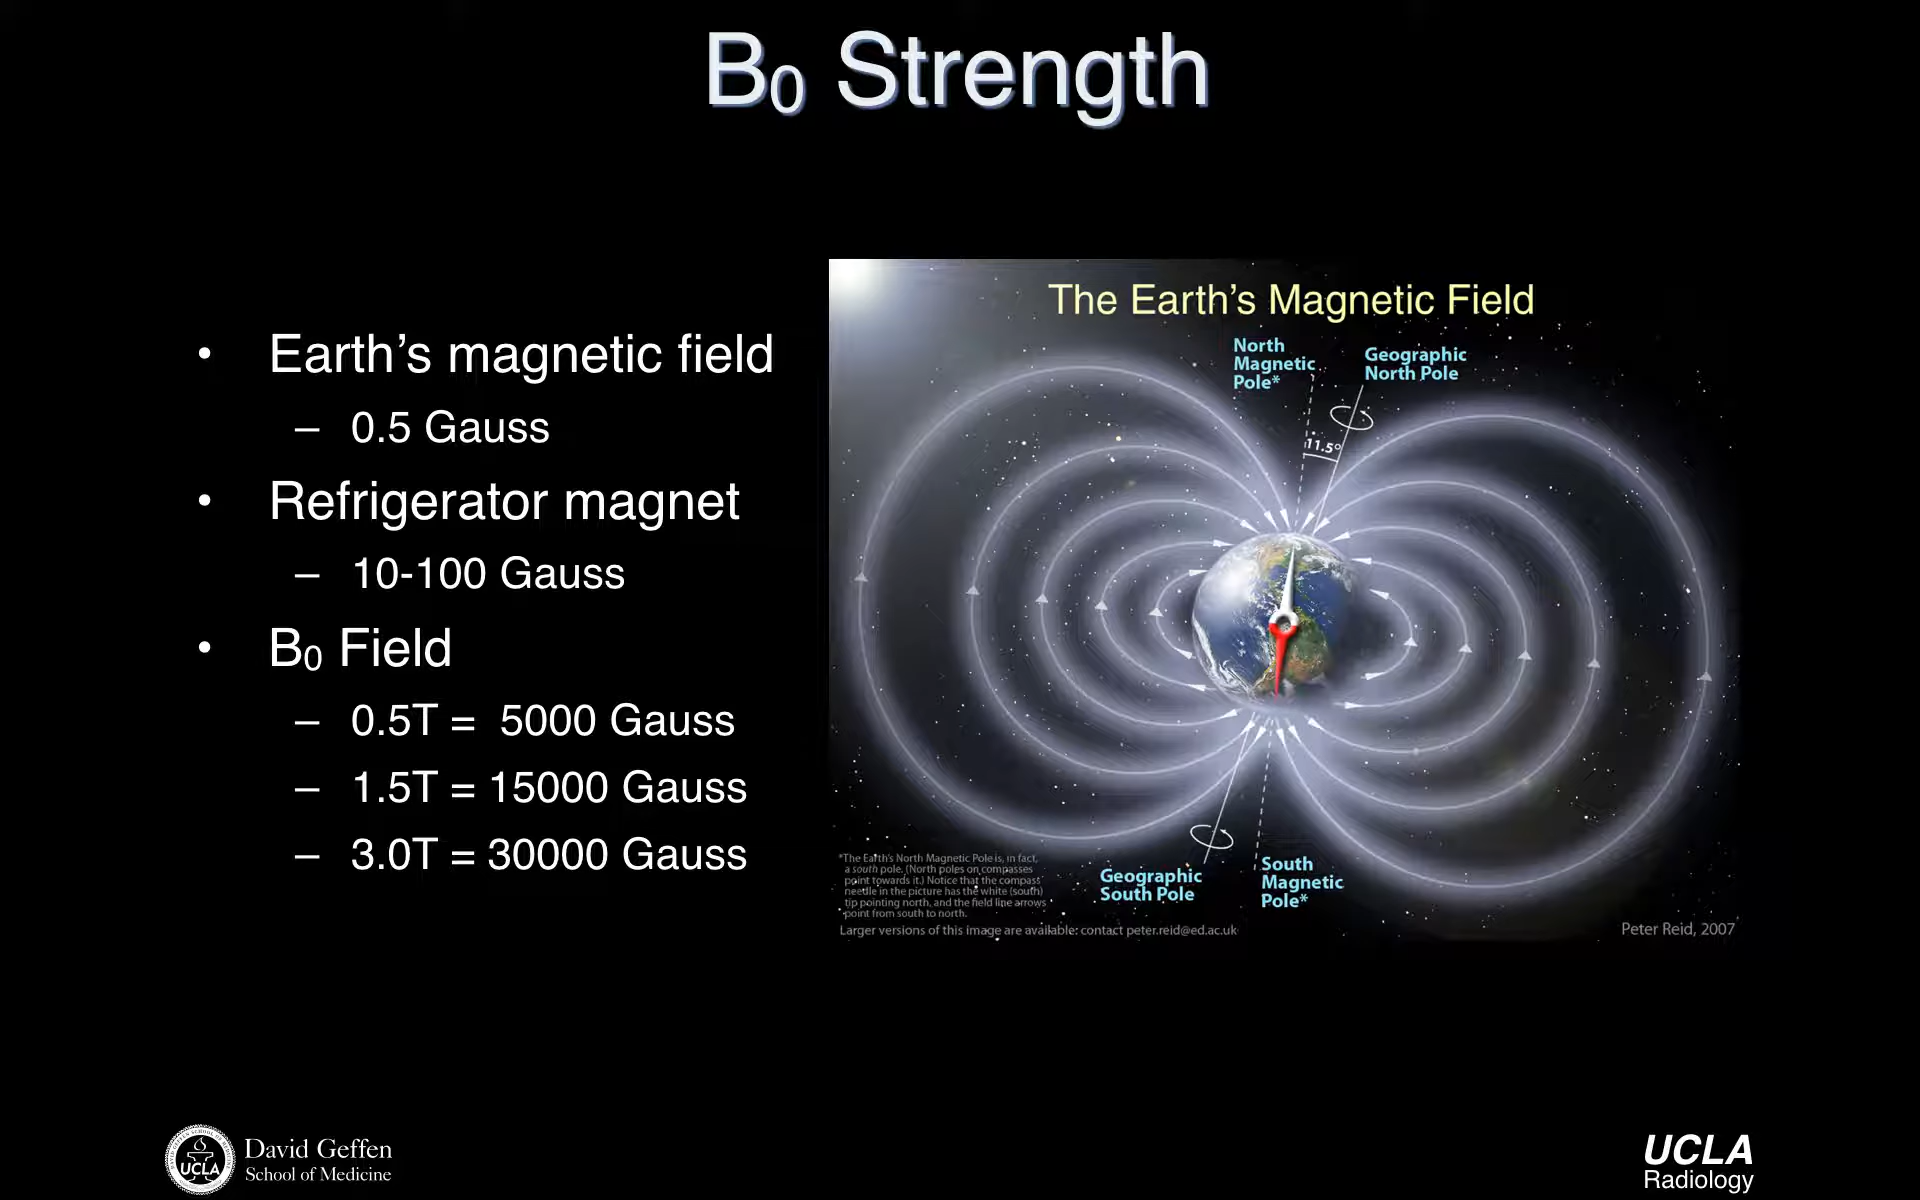 B₀ Strength
• Earth's magnetic field
– 0.5 Gauss
• Refrigerator magnet
– 10-100 Gauss
• B₀ Field
– 0.5T = 5000 Gauss
– 1.5T = 15000 Gauss
– 3.0T = 30000 Gauss
The Earth's Magnetic Field
North
Magnetic
Pole*
Geographic
North Pole
11.5°
Geographic
South Pole
South
Magnetic
Pole*
*The Earth's North Magnetic Pole is, in fact,
a south pole. (North poles on compasses
point towards it.) Notice that the compass
needle in the picture has the white (south)
tip pointing north, and the field line arrows
point from south to north.
Larger versions of this image are available: contact peter.reid@ed.ac.uk
Peter Reid, 2007
UCLA
David Geffen
School of Medicine
UCLA
Radiology